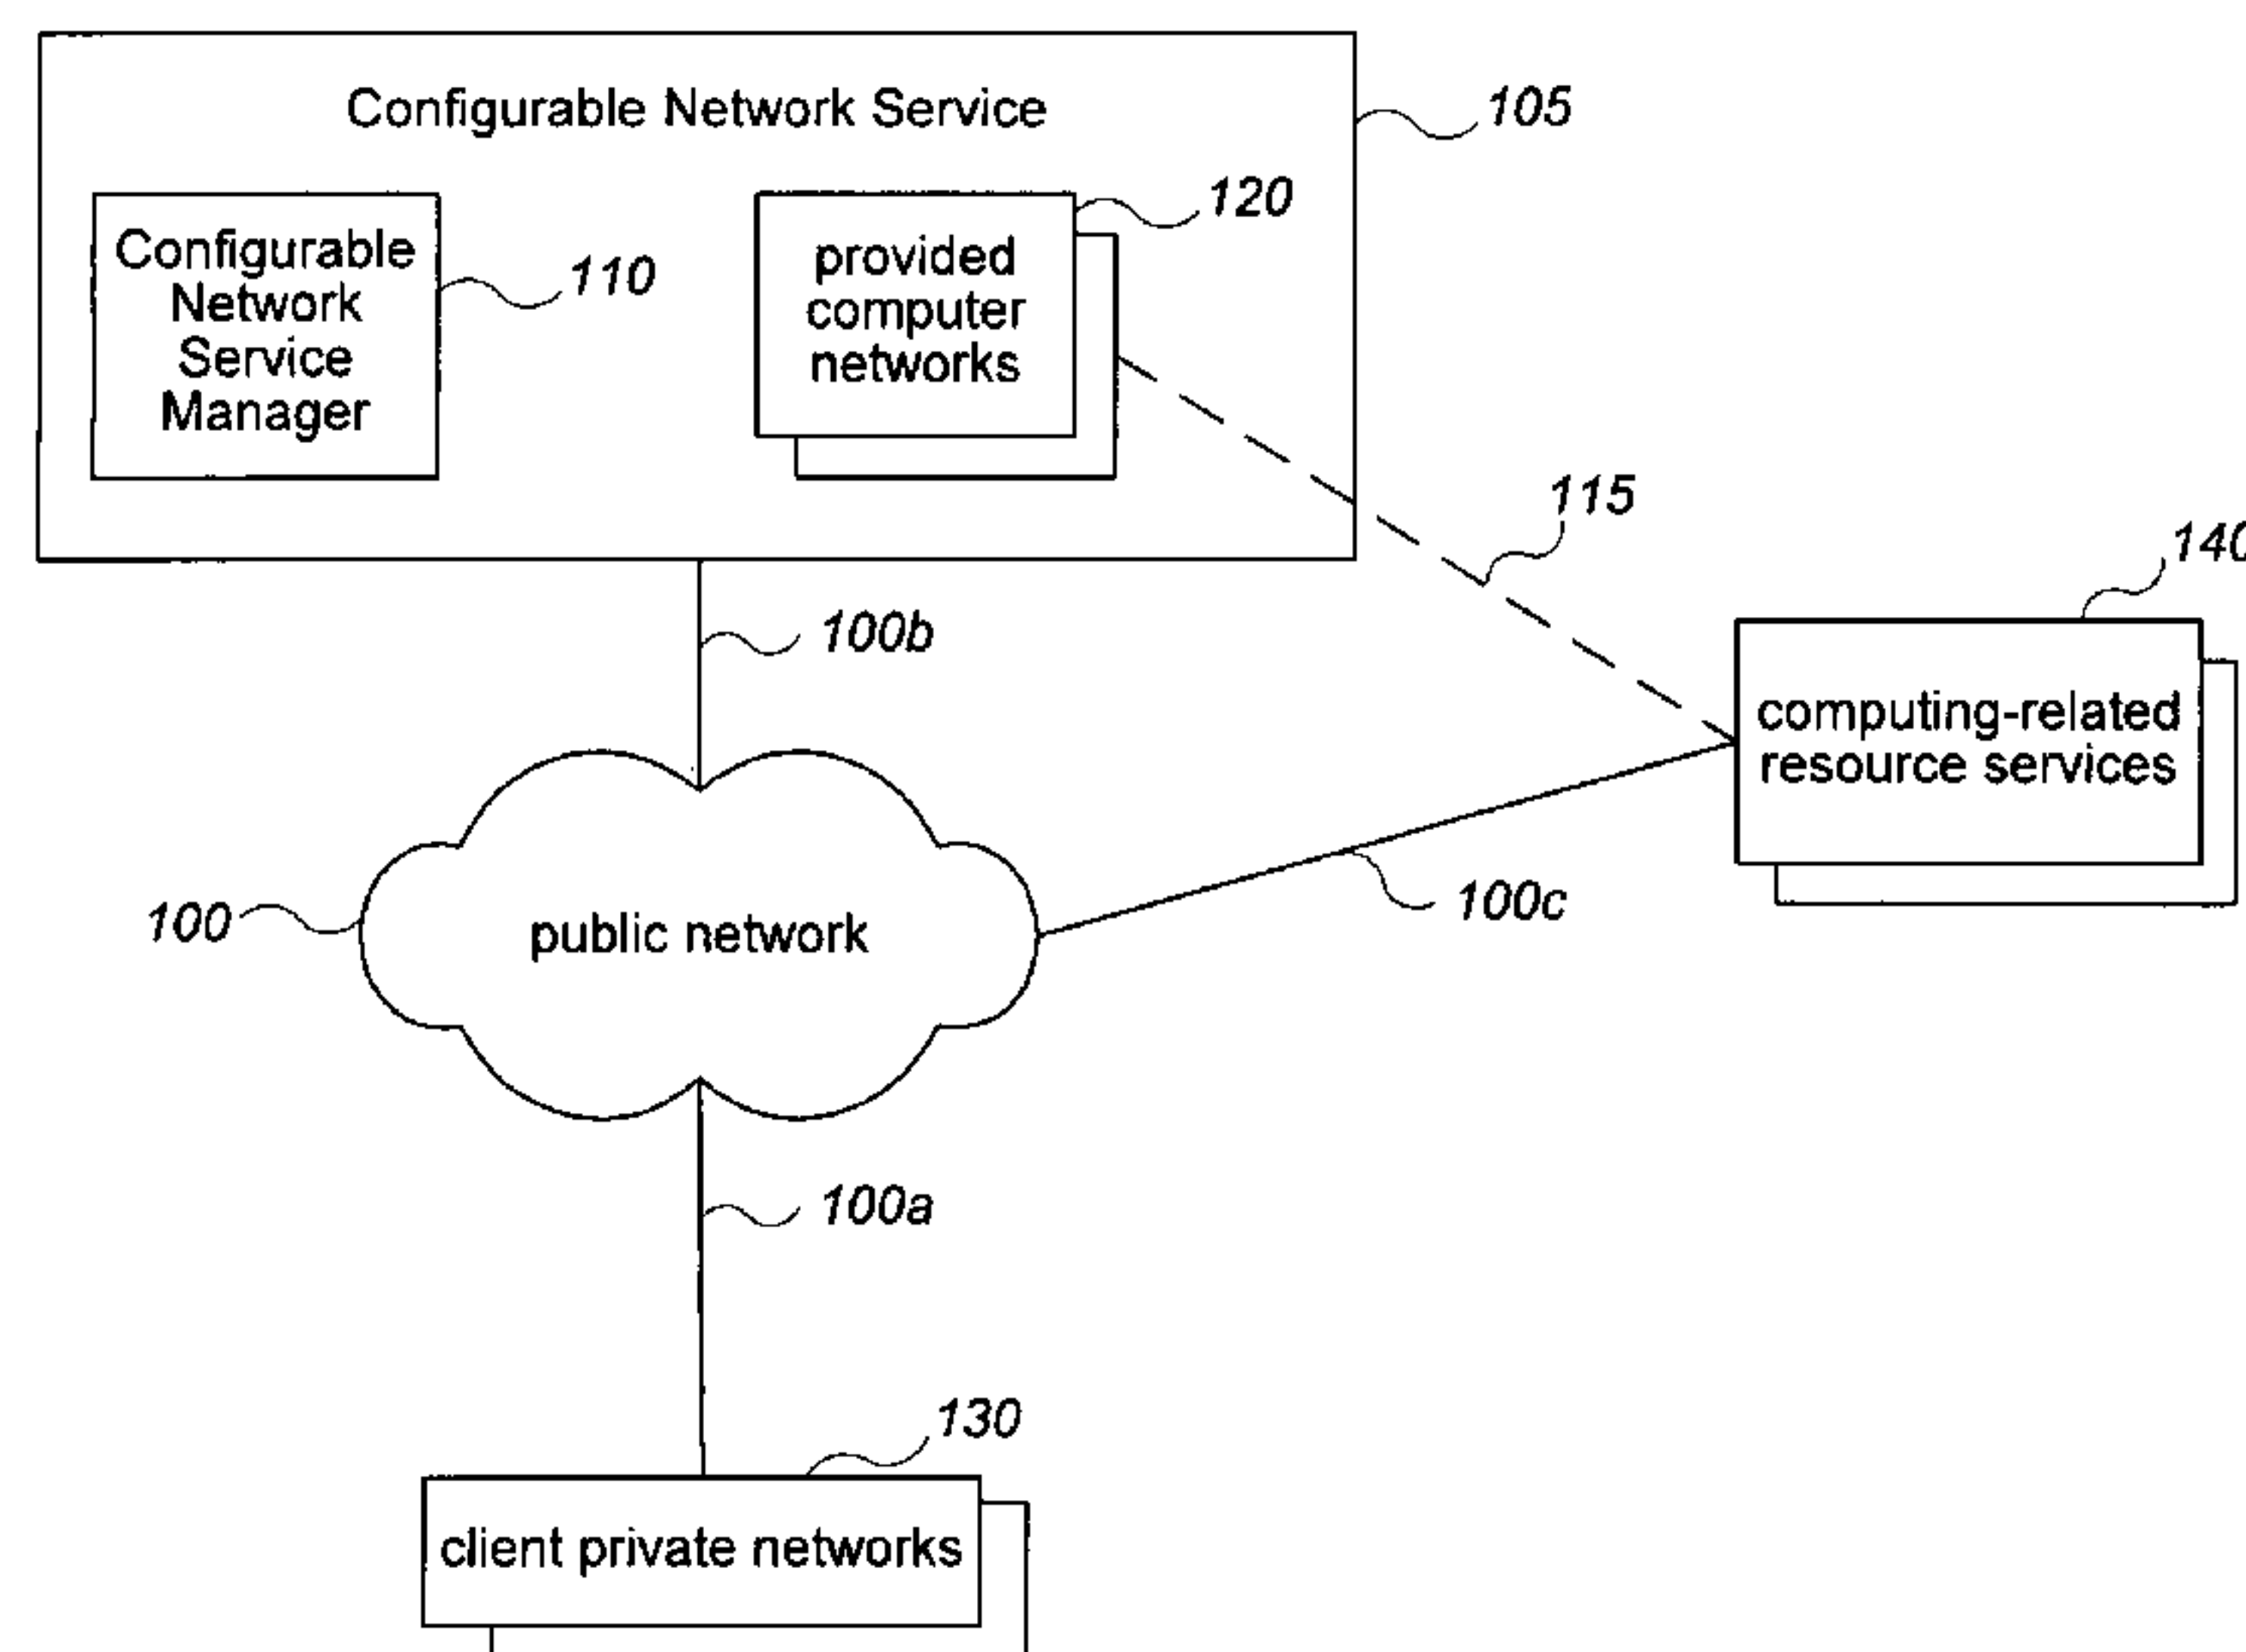 Configurable Network Service
105
Configurable
Network
Service
Manager
110
provided
computer
networks
120
115
140
100b
computing-related
resource services
100
public network
100c
100a
130
client private networks